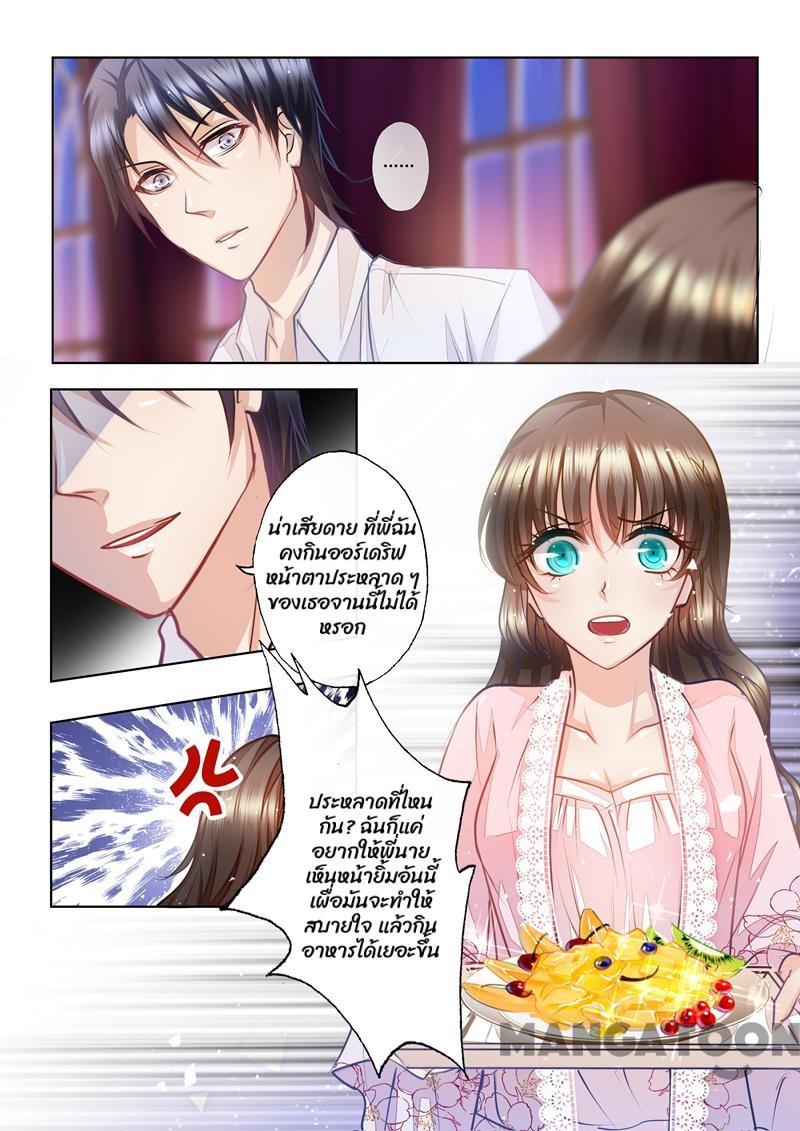 ......
น่าเสียดาย ที่พี่ฉัน
คงกินออร์เดริฟ
หน้าตาประหลาด ๆ
ของเธอจานนี้ไม่ได้
หรอก
ประหลาดที่ไหน
กัน? ฉันก็แค่
อยากให้พี่นาย
เห็นหน้ายิ้มอันนี้
เผื่อมันจะทำให้
สบายใจ แล้วกิน
อาหารได้เยอะขึ้น
MANGATOON